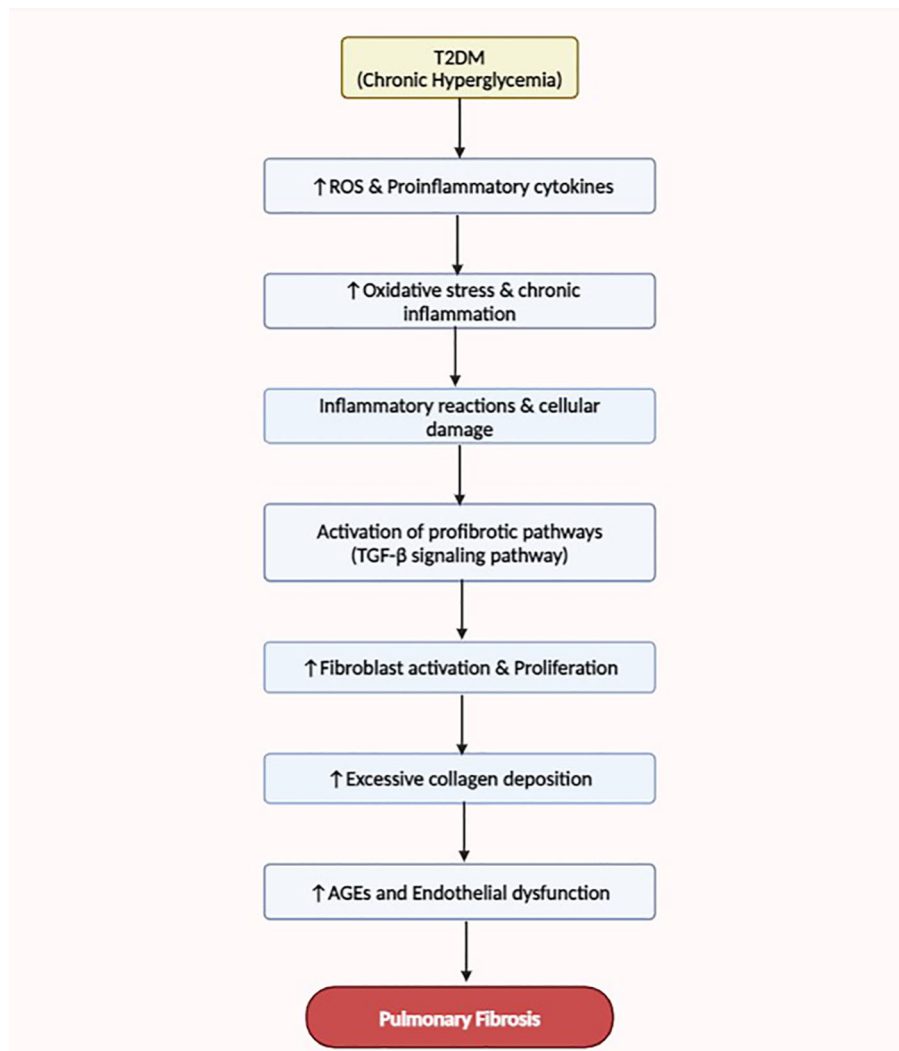 T2DM
(Chronic Hyperglycemia)
↑ROS & Proinflammatory cytokines
↑Oxidative stress & chronic
inflammation
Inflammatory reactions & cellular
damage
Activation of profibrotic pathways
(TGF-β signaling pathway)
↑Fibroblast activation & Proliferation
↑Excessive collagen deposition
↑AGEs and Endothelial dysfunction
Pulmonary Fibrosis